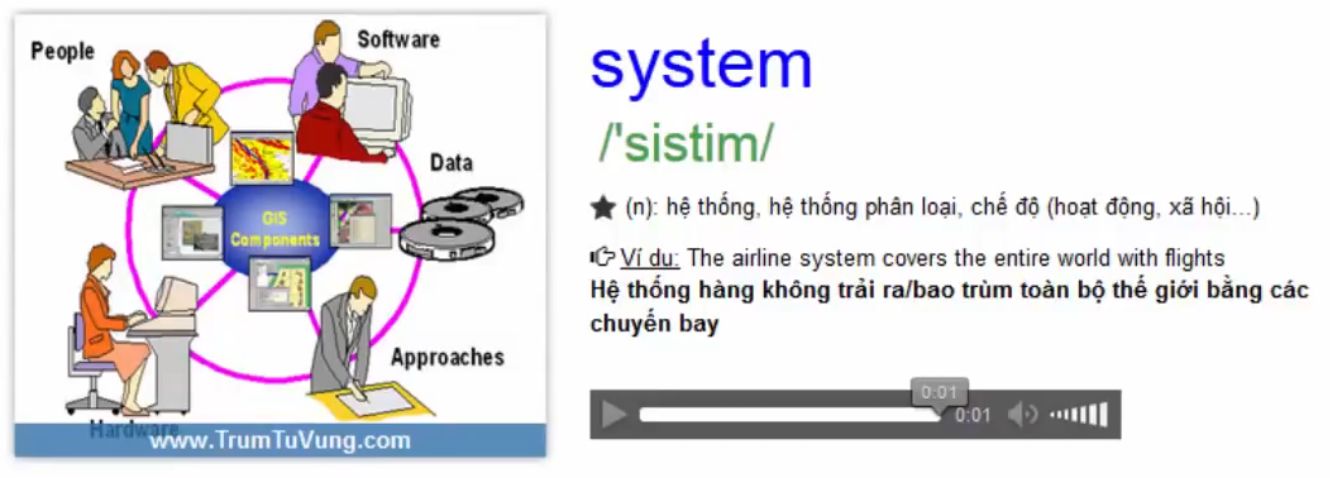 People
Software
Data
GIS
Components
Approaches
Hardware
www.TrumTuVung.com
system
/'sistim/
(n): hệ thống, hệ thống phân loại, chế độ (hoạt động, xã hội...)
Ví du: The airline system covers the entire world with flights
Hệ thống hàng không trải ra/bao trùm toàn bộ thế giới bằng các
chuyến bay
0:01
0:01